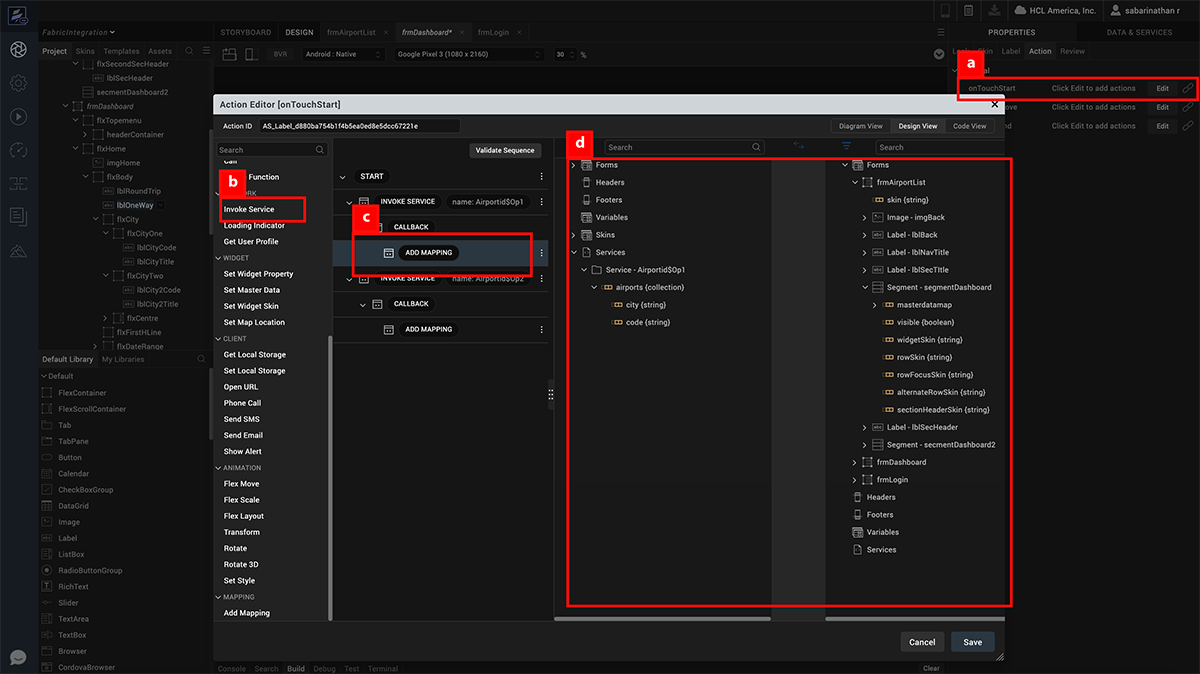 HCL America, Inc.
sabarinathan r
FabricIntegration
STORYBOARD
DESIGN
frmAirportList
frmDashboard*
frmLogin
PROPERTIES
DATA & SERVICES
Project
Skins
Templates
Assets
BVR
Android : Native
Google Pixel 3 (1080 x 2160)
30
%
Skin
Label
Action
Review
a
onTouchStart
Click Edit to add actions
Edit
Click Edit to add actions
Edit
Click Edit to add actions
Edit
flxSecondSecHeader
lblSecHeader
secmentDashboard2
frmDashboard
flxTopemenu
headerContainer
flxHome
imgHome
flxBody
lblRoundTrip
lblOneWay
flxCity
flxCityOne
lblCityCode
lblCityTitle
flxCityTwo
lblCity2Code
lblCity2Title
flxCentre
flxFirstHLine
flxDateRange
Default Library
My Libraries
Default
FlexContainer
FlexScrollContainer
Tab
TabPane
Button
Calendar
CheckBoxGroup
DataGrid
Image
Label
ListBox
RadioButtonGroup
RichText
Slider
TextArea
TextBox
Browser
CordovaBrowser
Action Editor [onTouchStart]
Action ID
AS_Label_d880ba754b1f4b5ea0ed8e5dcc67221e
Diagram View
Design View
Code View
Search
Validate Sequence
Function
b
Invoke Service
Loading Indicator
Get User Profile
WIDGET
Set Widget Property
Set Master Data
Set Widget Skin
Set Map Location
CLIENT
Get Local Storage
Set Local Storage
Open URL
Phone Call
Send SMS
Send Email
Show Alert
ANIMATION
Flex Move
Flex Scale
Flex Layout
Transform
Rotate
Rotate 3D
Set Style
MAPPING
Add Mapping
START
INVOKE SERVICE
name: Airportid$Op1
c
CALLBACK
ADD MAPPING
INVOKE SERVICE
name: Airportid$Op2
CALLBACK
ADD MAPPING
d
Search
Forms
Headers
Footers
Variables
Skins
Services
Service - Airportid$Op1
airports {collection}
city {string}
code {string}
Search
Forms
frmAirportList
skin {string}
Image - imgBack
Label - lblBack
Label - lblNavTitle
Label - lblSecTitle
Segment - segmentDashboard
masterdatamap
visible {boolean}
widgetSkin {string}
rowSkin {string}
rowFocusSkin {string}
alternateRowSkin {string}
sectionHeaderSkin {string}
Label - lblSecHeader
Segment - secmentDashboard2
frmDashboard
frmLogin
Headers
Footers
Variables
Services
Cancel
Save
Console
Search
Build
Debug
Test
Terminal
Clear